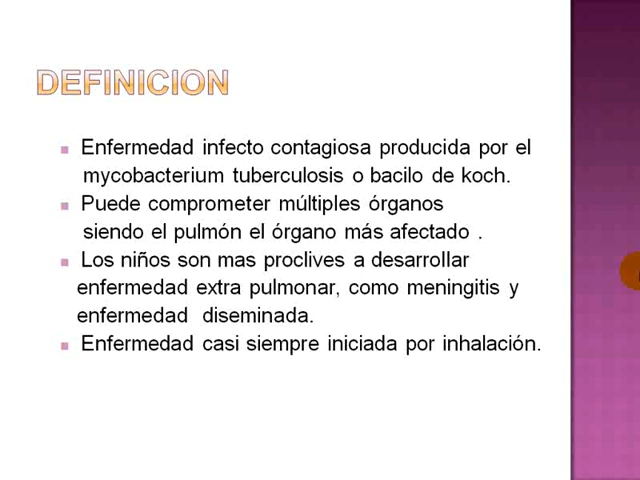 DEFINICION
Enfermedad infecto contagiosa producida por el
mycobacterium tuberculosis o bacilo de koch.
Puede comprometer múltiples órganos
siendo el pulmón el órgano más afectado .
Los niños son mas proclives a desarrollar
enfermedad extra pulmonar, como meningitis y
enfermedad diseminada.
Enfermedad casi siempre iniciada por inhalación.